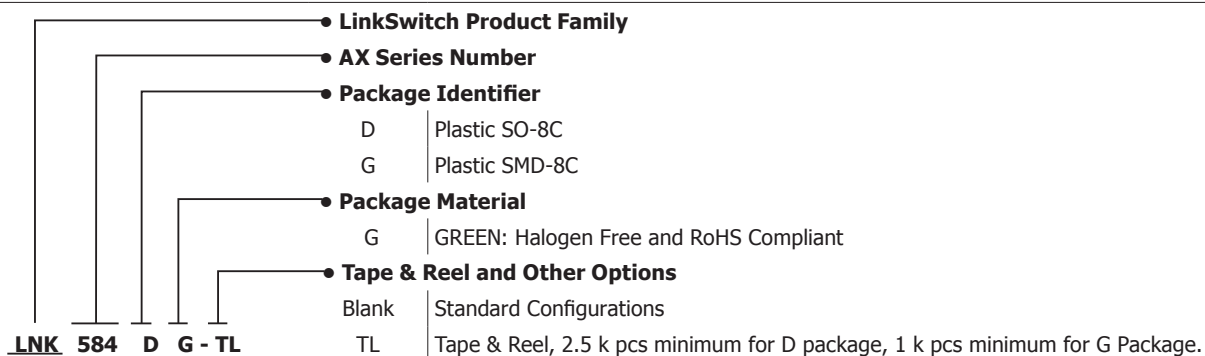 • LinkSwitch Product Family
• AX Series Number
• Package Identifier
D Plastic SO-8C
G Plastic SMD-8C
• Package Material
G GREEN: Halogen Free and RoHS Compliant
• Tape & Reel and Other Options
Blank Standard Configurations
LNK 584 D G - TL TL Tape & Reel, 2.5 k pcs minimum for D package, 1 k pcs minimum for G Package.